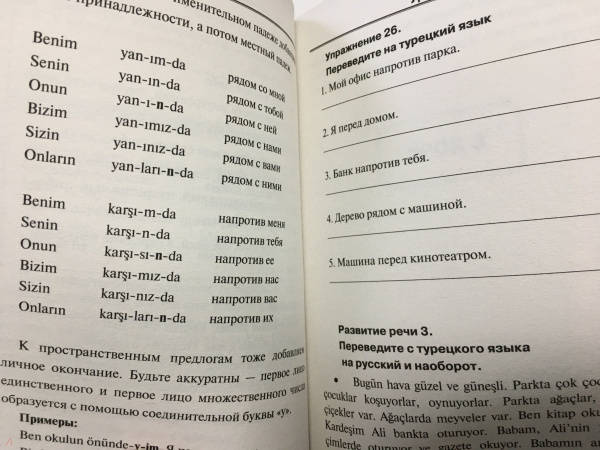 именительном падеже
принадлежности, а потом местный падеж
Benim yan-ım-da рядом со мной
Senin yan-ın-da рядом с тобой
Onun yan-ı-n-da рядом с ней
Bizim yan-ımız-da рядом с нами
Sizin yan-ınız-da рядом с вами
Onların yan-ları-n-da рядом с ними
Benim karşı-m-da напротив меня
Senin karşı-n-da напротив тебя
Onun karşı-sı-n-da напротив ее
Bizim karşı-mız-da напротив нас
Sizin karşı-nız-da напротив вас
Onların karşı-ları-n-da напротив их
К пространственным предлогам тоже добавляем
личное окончание. Будьте аккуратны — первое лицо
единственного и первое лицо множественного числа
образуется с помощью соединительной буквы «y».
Примеры:
Ben okulun önünde-y-im. Я
Упражнение 26.
Переведите на турецкий язык
1. Мой офис напротив парка.
2. Я перед домом.
3. Банк напротив тебя.
4. Дерево рядом с машиной.
5. Машина перед кинотеатром.
Развитие речи 3.
Переведите с турецкого языка
на русский и наоборот.
• Bugün hava güzel ve güneşli. Parkta çok
çocuklar koşuyorlar, oynuyorlar. Parkta ağaçlar,
çiçekler var. Ağaçlarda meyveler var. Ben kitap
Kardeşim Ali bankta oturuyor. Babam, Ali'nin
çimlerde oturuyor ve gazete okuyor. Babamın